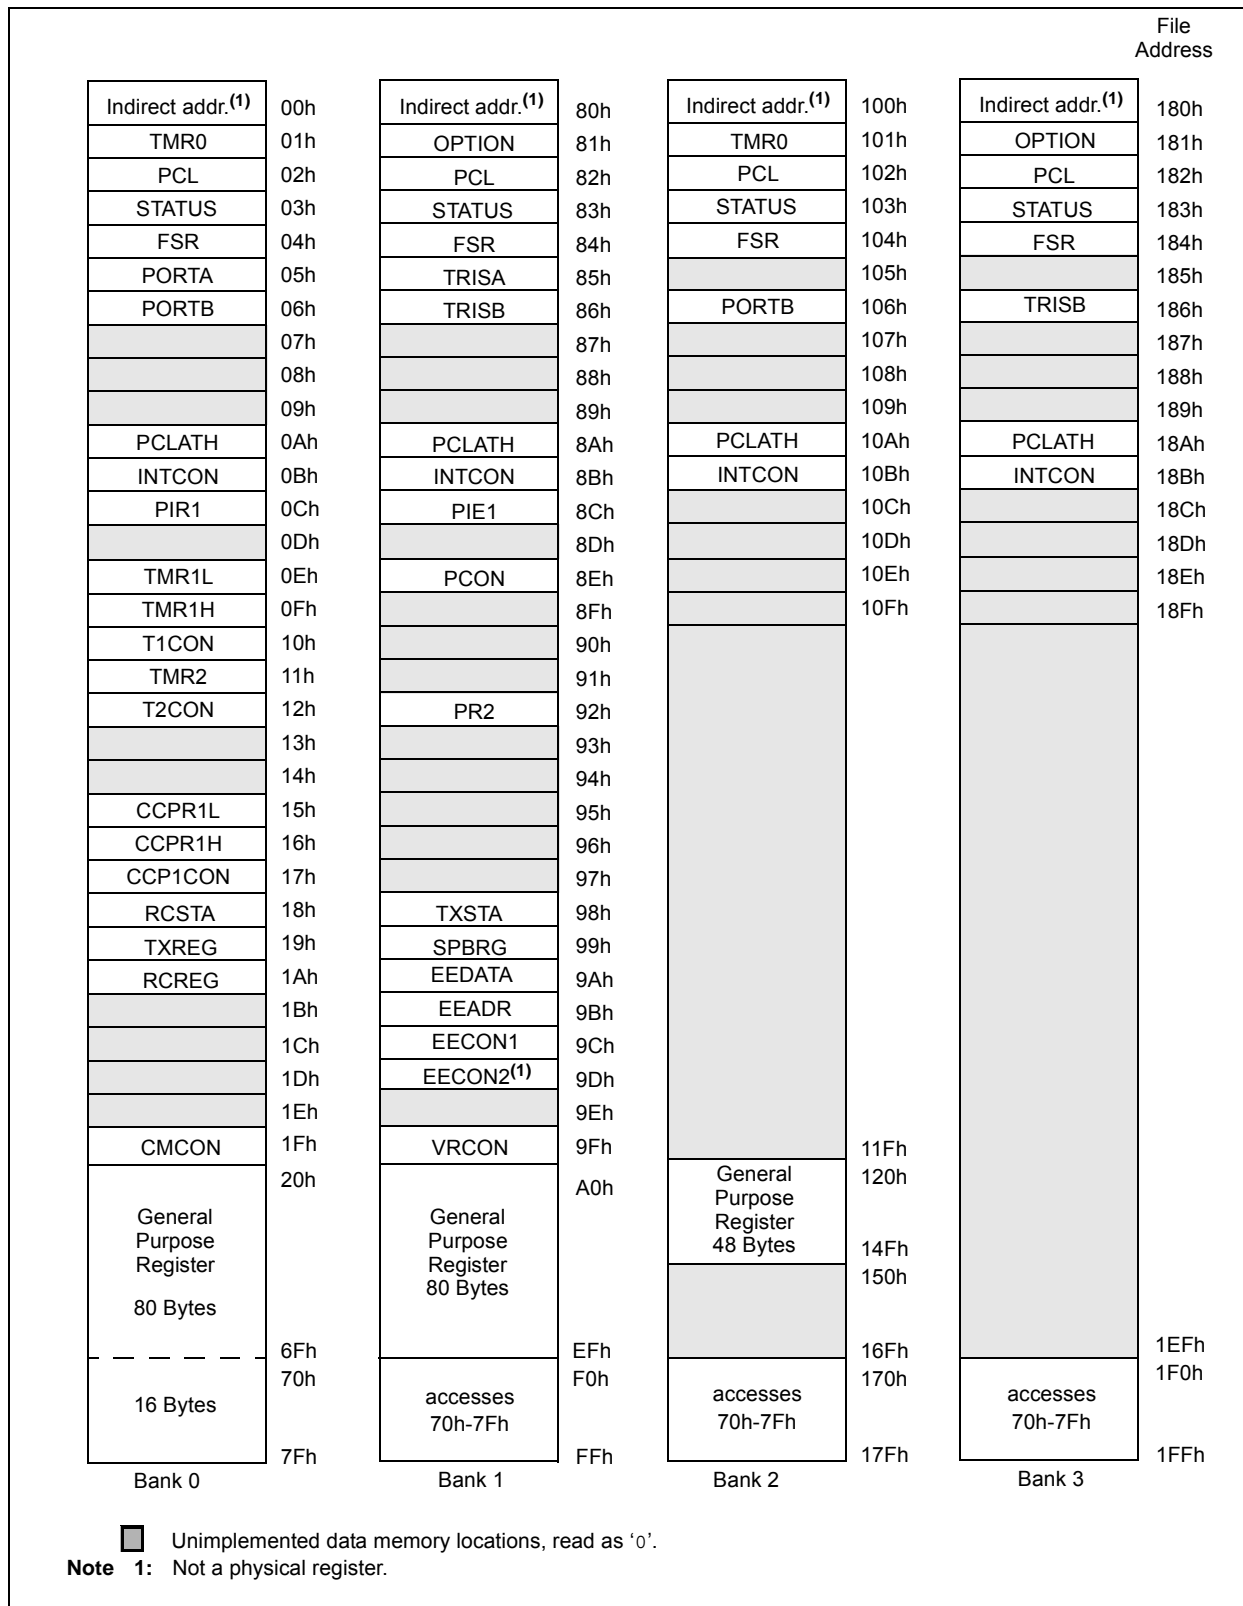 File
Address
Indirect addr.(1) 00h Indirect addr.(1) 80h Indirect addr.(1) 100h Indirect addr.(1) 180h
TMR0 01h OPTION 81h TMR0 101h OPTION 181h
PCL 02h PCL 82h PCL 102h PCL 182h
STATUS 03h STATUS 83h STATUS 103h STATUS 183h
FSR 04h FSR 84h FSR 104h FSR 184h
PORTA 05h TRISA 85h 105h 185h
PORTB 06h TRISB 86h PORTB 106h TRISB 186h
07h 87h 107h 187h
08h 88h 108h 188h
09h 89h 109h 189h
PCLATH 0Ah PCLATH 8Ah PCLATH 10Ah PCLATH 18Ah
INTCON 0Bh INTCON 8Bh INTCON 10Bh INTCON 18Bh
PIR1 0Ch PIE1 8Ch 10Ch 18Ch
0Dh 8Dh 10Dh 18Dh
TMR1L 0Eh PCON 8Eh 10Eh 18Eh
TMR1H 0Fh 8Fh 10Fh 18Fh
T1CON 10h 90h
TMR2 11h 91h
T2CON 12h PR2 92h
13h 93h
14h 94h
CCPR1L 15h 95h
CCPR1H 16h 96h
CCP1CON 17h 97h
RCSTA 18h TXSTA 98h
TXREG 19h SPBRG 99h
RCREG 1Ah EEDATA 9Ah
1Bh EEADR 9Bh
1Ch EECON1 9Ch
1Dh EECON2(1) 9Dh
1Eh 9Eh
CMCON 1Fh VRCON 9Fh 11Fh
20h A0h General 120h
General General Purpose
Purpose Purpose Register
Register Register 48 Bytes 14Fh
80 Bytes 80 Bytes 150h
6Fh EFh 16Fh 1EFh
70h F0h 170h 1F0h
16 Bytes accesses accesses accesses
70h-7Fh 70h-7Fh 70h-7Fh
7Fh FFh 17Fh 1FFh
Bank 0 Bank 1 Bank 2 Bank 3
Unimplemented data memory locations, read as ‘0’.
Note 1: Not a physical register.